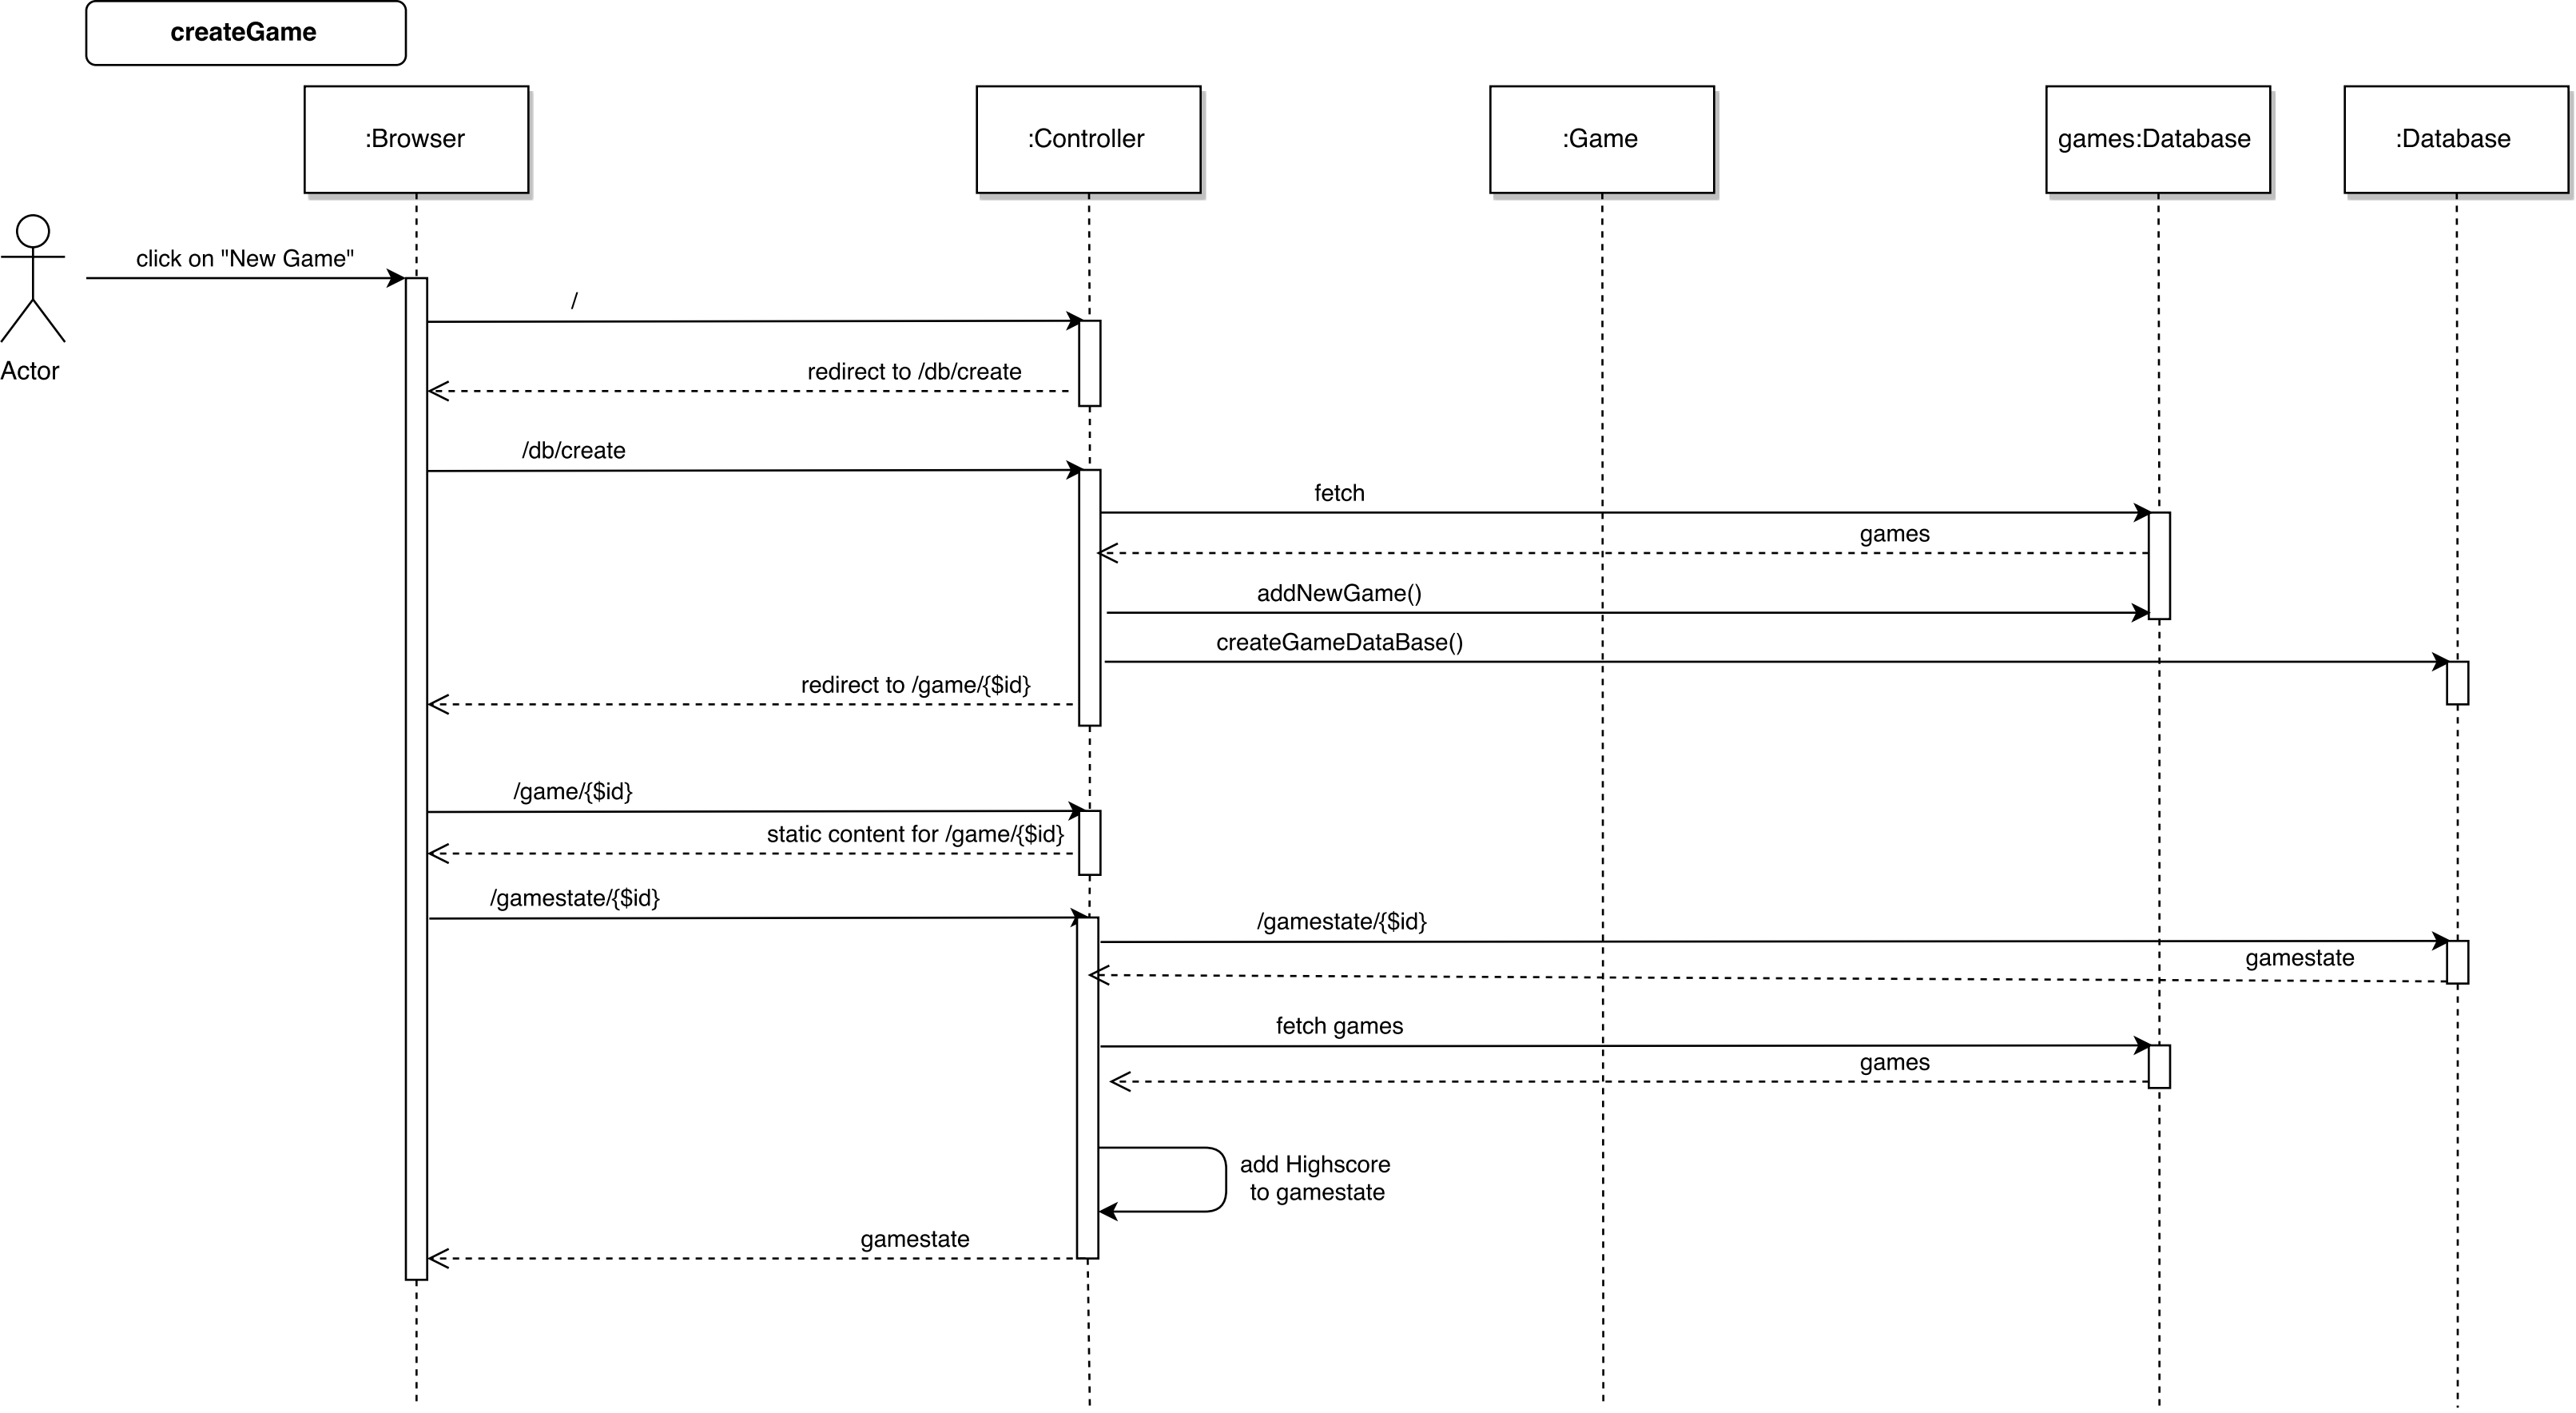 createGame
:Browser
:Controller
:Game
games:Database
:Database
Actor
click on "New Game"
/
redirect to /db/create
/db/create
fetch
games
addNewGame()
createGameDataBase()
redirect to /game/{$id}
/game/{$id}
static content for /game/{$id}
/gamestate/{$id}
/gamestate/{$id}
gamestate
fetch games
games
add Highscore
to gamestate
gamestate